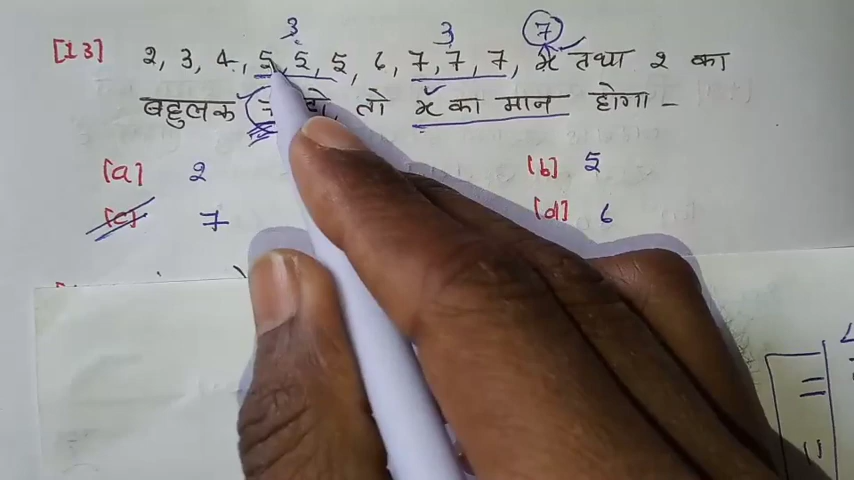 3 3 7
[13] 2, 3, 4, 5, 5, 5, 6, 7, 7, 7, x तथा 2 का
बहुलक 7 हो, तो x का मान होगा -
[a] 2 [b] 5
[c] 7 [d] 6